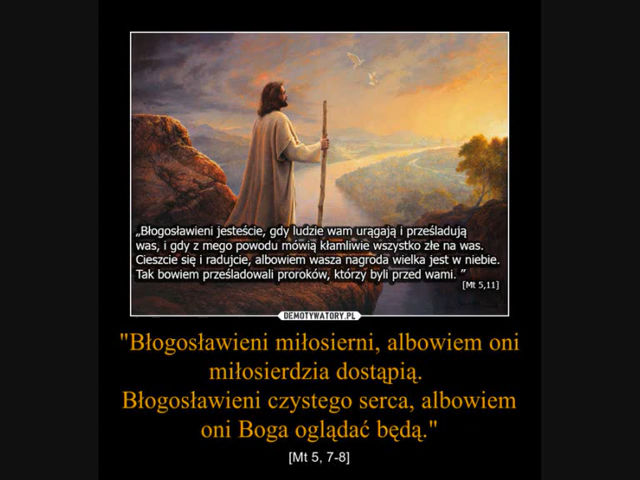 „Błogosławieni jesteście, gdy ludzie wam urągają i prześladują
was, i gdy z mego powodu mówią kłamliwie wszystko złe na was.
Cieszcie się i radujcie, albowiem wasza nagroda wielka jest w niebie.
Tak bowiem prześladowali proroków, którzy byli przed wami. ”
[Mt 5,11]
DEMOTYWATORY.PL
"Błogosławieni miłosierni, albowiem oni
miłosierdzia dostąpią.
Błogosławieni czystego serca, albowiem
oni Boga oglądać będą."
[Mt 5, 7-8]